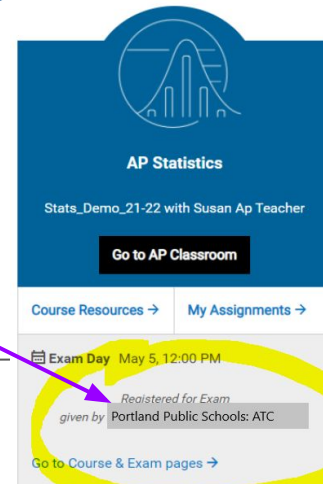 AP Statistics
Stats_Demo_21-22 with Susan Ap Teacher
Go to AP Classroom
Course Resources →
My Assignments →
Exam Day May 5, 12:00 PM
Registered for Exam
given by Portland Public Schools: ATC
Go to Course & Exam pages →